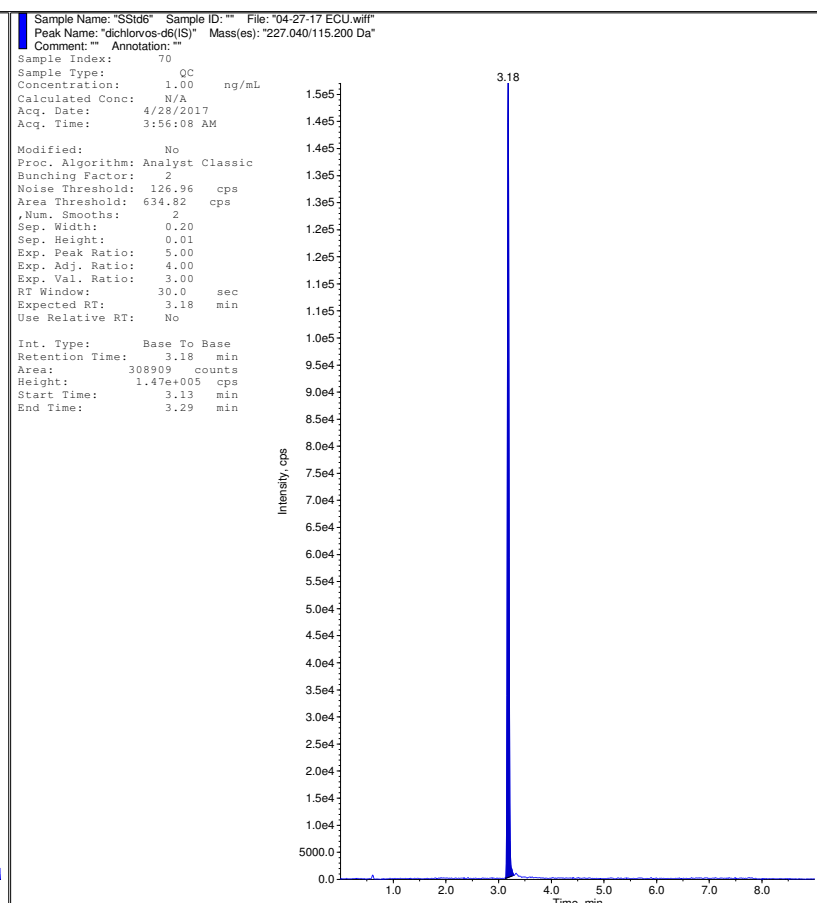 Sample Name: "SStd6" Sample ID: "" File: "04-27-17 ECU.wiff"
Peak Name: "dichlorvos-d6(IS)" Mass(es): "227.040/115.200 Da"
Comment: "" Annotation: ""
Sample Index: 70
Sample Type: QC
Concentration: 1.00 ng/mL
Calculated Conc: N/A
Acq. Date: 4/28/2017
Acq. Time: 3:56:08 AM
Modified: No
Proc. Algorithm: Analyst Classic
Bunching Factor: 2
Noise Threshold: 126.96 cps
Area Threshold: 634.82 cps
,Num. Smooths: 2
Sep. Width: 0.20
Sep. Height: 0.01
Exp. Peak Ratio: 5.00
Exp. Adj. Ratio: 4.00
Exp. Val. Ratio: 3.00
RT Window: 30.0 sec
Expected RT: 3.18 min
Use Relative RT: No
Int. Type: Base To Base
Retention Time: 3.18 min
Area: 308909 counts
Height: 1.47e+005 cps
Start Time: 3.13 min
End Time: 3.29 min
3.18
1.5e5
1.4e5
1.4e5
1.3e5
1.3e5
1.2e5
1.2e5
1.1e5
1.1e5
1.0e5
9.5e4
9.0e4
8.5e4
8.0e4
7.5e4
7.0e4
6.5e4
6.0e4
5.5e4
5.0e4
4.5e4
4.0e4
3.5e4
3.0e4
2.5e4
2.0e4
1.5e4
1.0e4
5000.0
0.0
Intensity, cps
1.0 2.0 3.0 4.0 5.0 6.0 7.0 8.0
Time, min